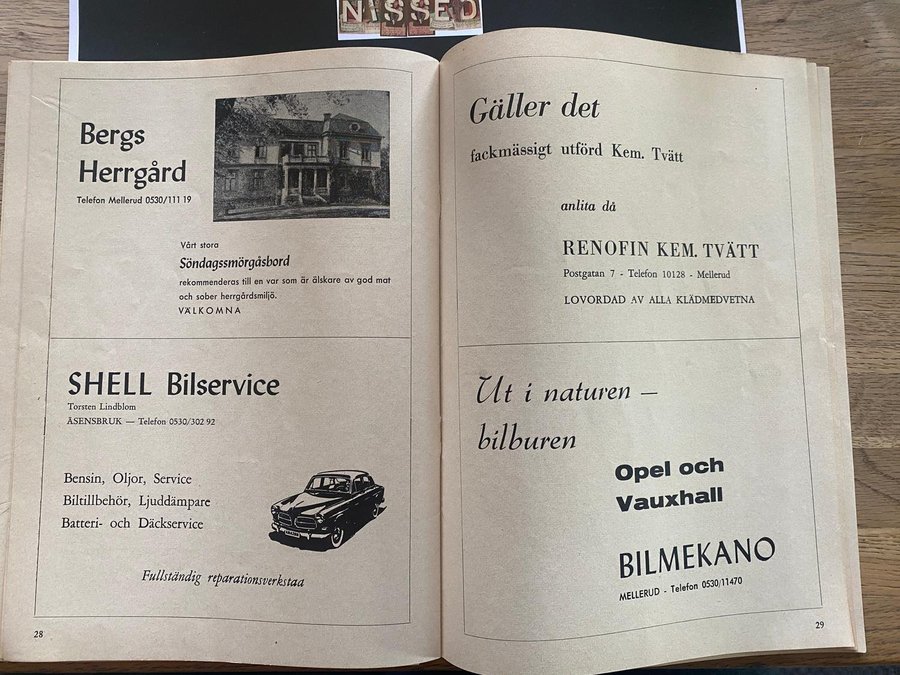 NISSED
Bergs
Herrgård
Telefon Mellerud 0530/111 19
Vårt stora
Söndagssmörgåsbord
rekommenderas till en var som är älskare av god mat
och sober herrgårdsmiljö.
VÄLKOMNA
SHELL Bilservice
Torsten Lindblom
ÅSENSBRUK — Telefon 0530/302 92
Bensin, Oljor, Service
Biltillbehör, Ljuddämpare
Batteri- och Däckservice
Fullständig reparationsverkstaa
28
Gäller det
fackmässigt utförd Kem. Tvätt
anlita då
RENOFIN KEM. TVÄTT
Postgatan 7 - Telefon 10128 - Mellerud
LOVORDAD AV ALLA KLÄDMEDVETNA
Ut i naturen —
bilburen
Opel och
Vauxhall
BILMEKANO
MELLERUD - Telefon 0530/11470
29